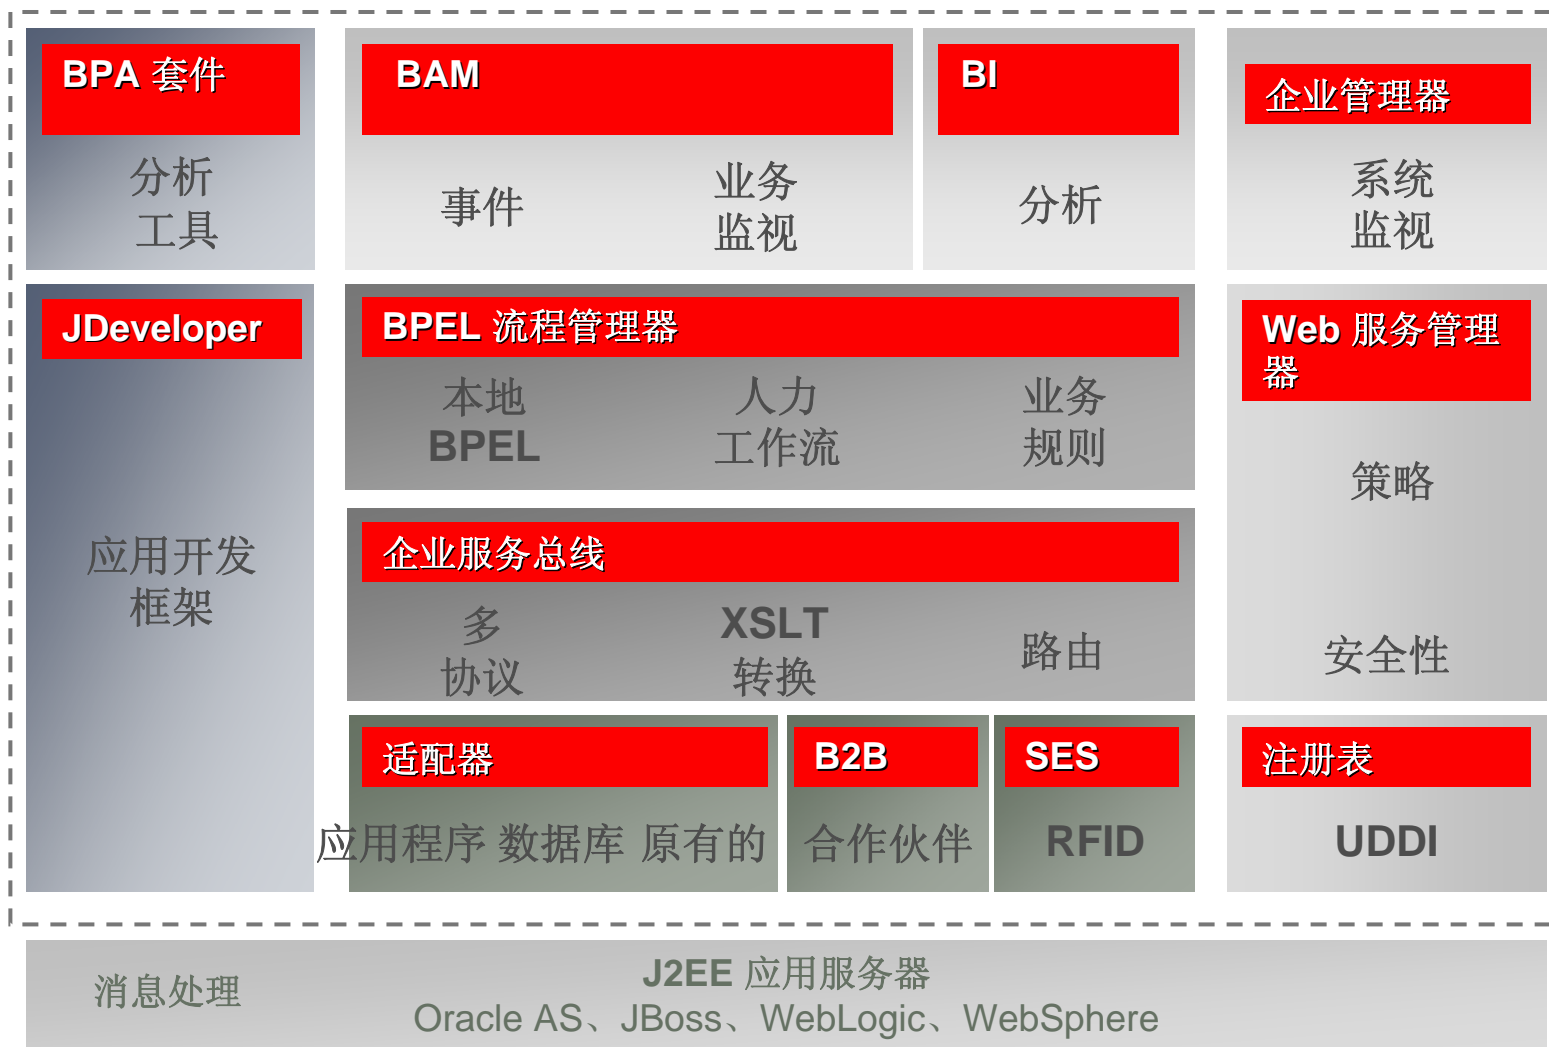 BPA 套件
分析
工具
BAM
事件
业务
监视
BI
分析
企业管理器
系统
监视
JDeveloper
应用开发
框架
BPEL 流程管理器
本地
BPEL
人力
工作流
业务
规则
Web 服务管理
器
策略
安全性
企业服务总线
多
协议
XSLT
转换
路由
适配器
应用程序 数据库 原有的
B2B
合作伙伴
SES
RFID
注册表
UDDI
消息处理
J2EE 应用服务器
Oracle AS、JBoss、WebLogic、WebSphere